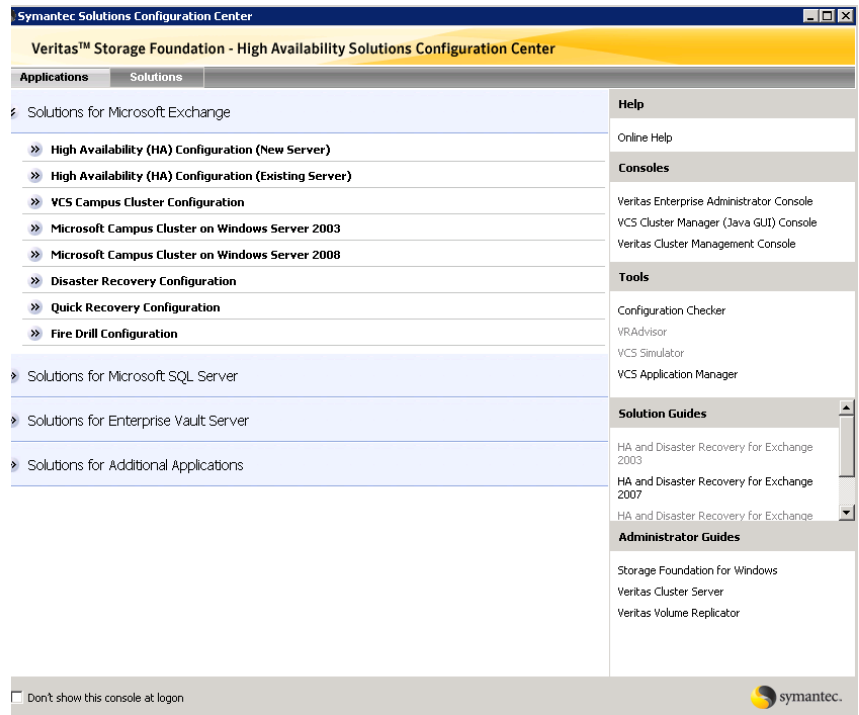 Symantec Solutions Configuration Center
Veritas™ Storage Foundation - High Availability Solutions Configuration Center
Applications
Solutions
Solutions for Microsoft Exchange
High Availability (HA) Configuration (New Server)
High Availability (HA) Configuration (Existing Server)
VCS Campus Cluster Configuration
Microsoft Campus Cluster on Windows Server 2003
Microsoft Campus Cluster on Windows Server 2008
Disaster Recovery Configuration
Quick Recovery Configuration
Fire Drill Configuration
Solutions for Microsoft SQL Server
Solutions for Enterprise Vault Server
Solutions for Additional Applications
Help
Online Help
Consoles
Veritas Enterprise Administrator Console
VCS Cluster Manager (Java GUI) Console
Veritas Cluster Management Console
Tools
Configuration Checker
VRAdvisor
VCS Simulator
VCS Application Manager
Solution Guides
HA and Disaster Recovery for Exchange
2003
HA and Disaster Recovery for Exchange
2007
HA and Disaster Recovery for Exchange
Administrator Guides
Storage Foundation for Windows
Veritas Cluster Server
Veritas Volume Replicator
Don't show this console at logon
symantec.